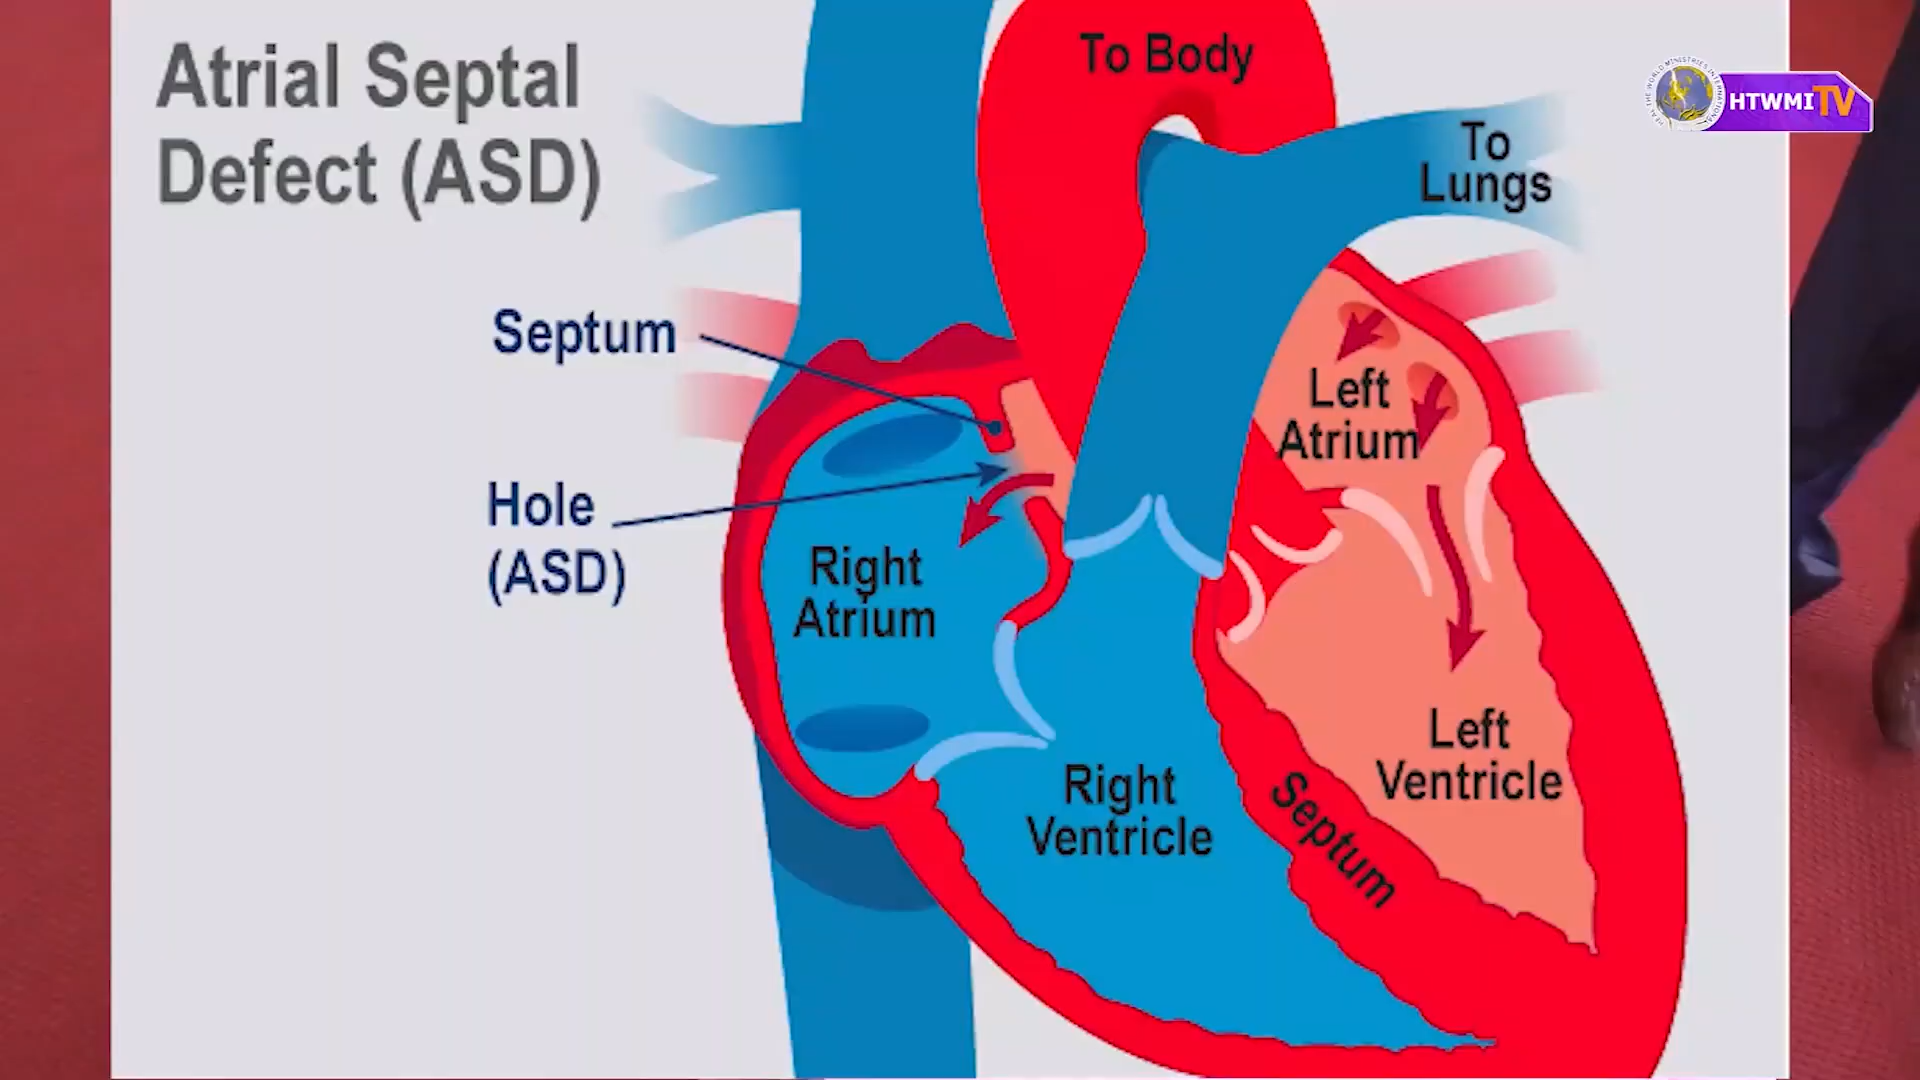 Atrial Septal
Defect (ASD)
To Body
HTWMI TV
To
Lungs
Septum
Left
Atrium
Hole
(ASD)
Right
Atrium
Left
Ventricle
Right
Ventricle
Septum